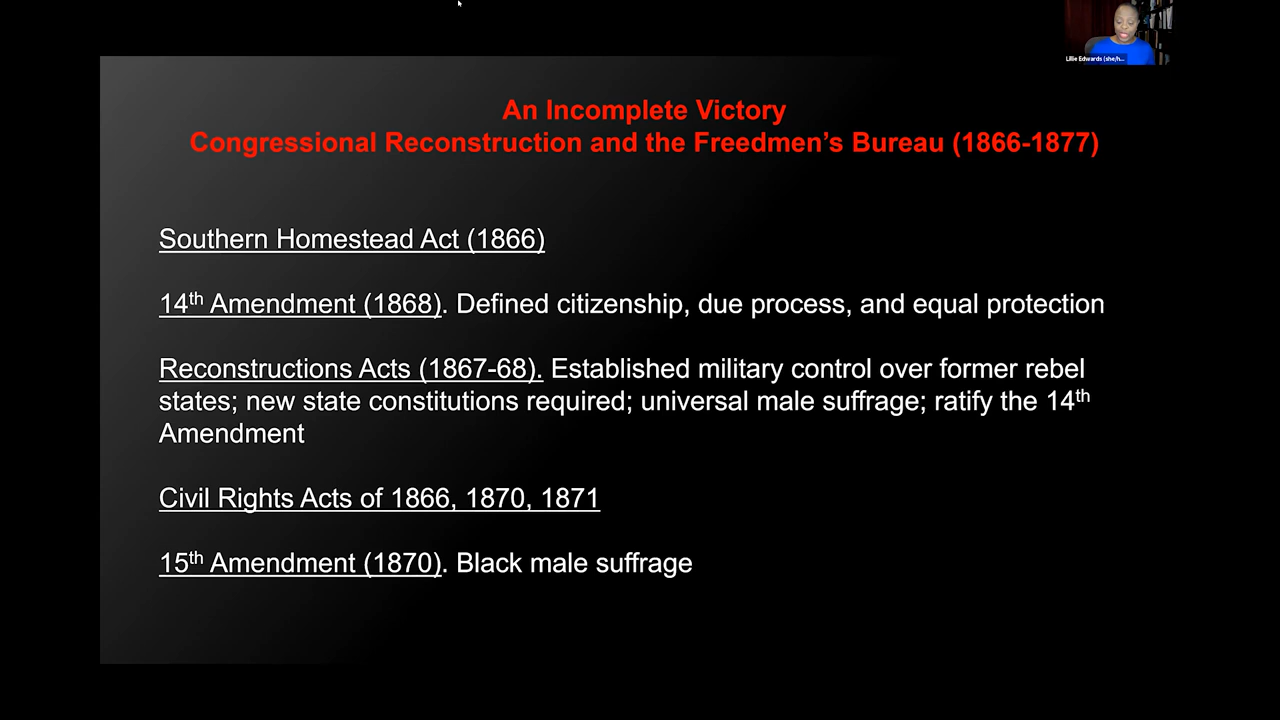 Lillie Edwards (she/h...
An Incomplete Victory
Congressional Reconstruction and the Freedmen's Bureau (1866-1877)
Southern Homestead Act (1866)
14th Amendment (1868). Defined citizenship, due process, and equal protection
Reconstructions Acts (1867-68). Established military control over former rebel
states; new state constitutions required; universal male suffrage; ratify the 14th
Amendment
Civil Rights Acts of 1866, 1870, 1871
15th Amendment (1870). Black male suffrage